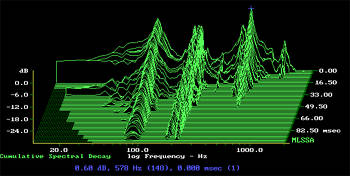 dB
0.0
-6.0
-12.0
-18.0
-24.0
0.00
16.50
33.00
49.50
66.00
82.50 msec
MLSSA
20.0 100.0 1000.0
Cumulative Spectral Decay log Frequency - Hz
0.60 dB, 578 Hz (148), 0.000 msec (1)